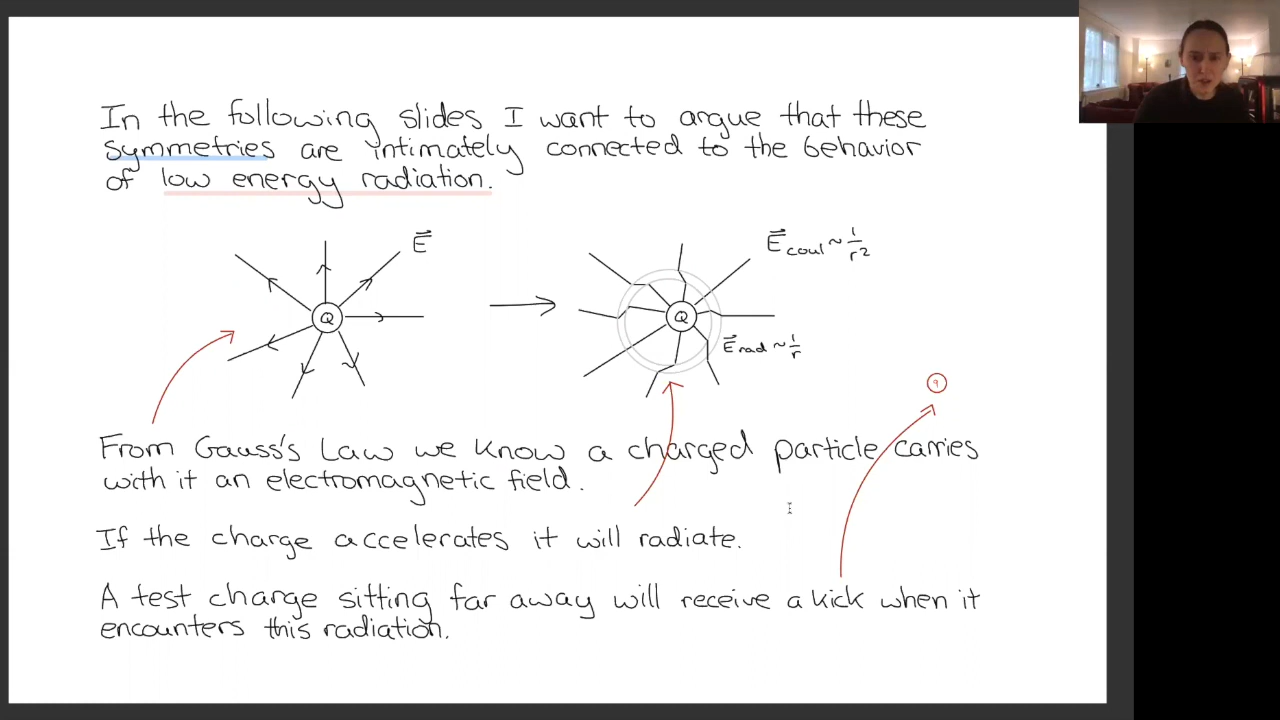 In the following slides I want to argue that these
symmetries are intimately connected to the behavior
of low energy radiation.
E⃗
Q
E⃗coul ~ 1/r²
Q
E⃗rad ~ 1/r
q
From Gauss's Law we know a charged particle carries
with it an electromagnetic field.
If the charge accelerates it will radiate.
A test charge sitting far away will receive a kick when it
encounters this radiation.